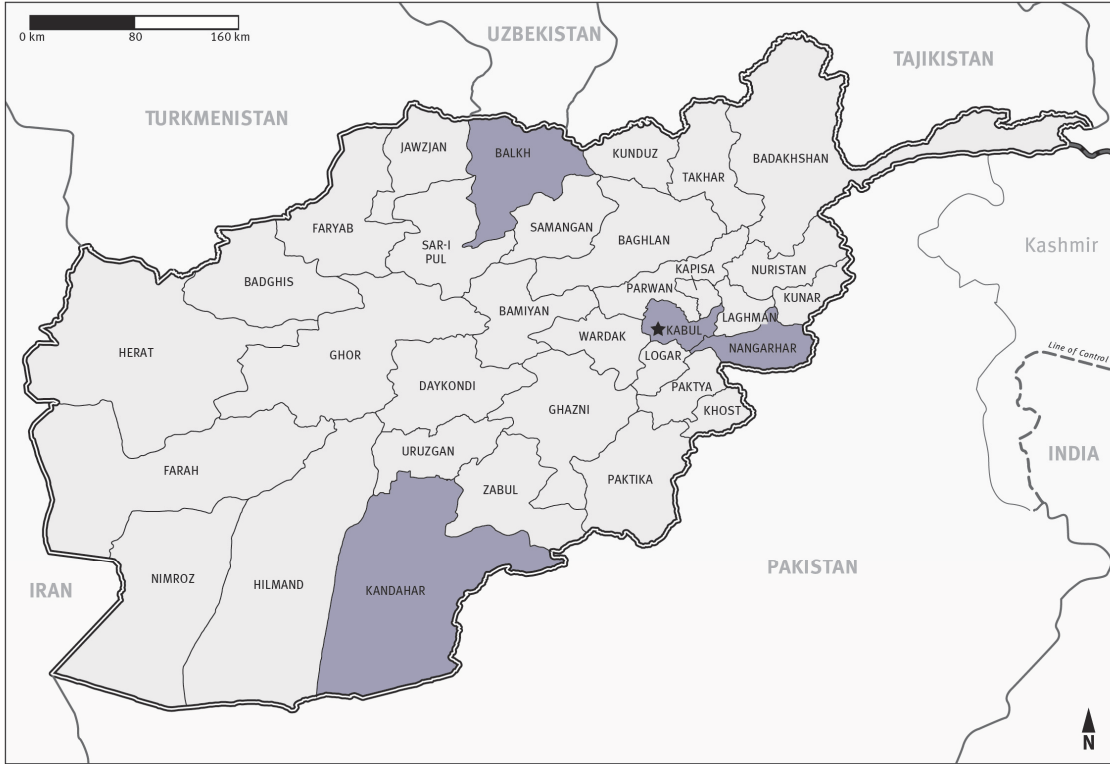 0 km 80 160 km
UZBEKISTAN
TAJIKISTAN
TURKMENISTAN
JAWZJAN
BALKH
KUNDUZ
TAKHAR
BADAKHSHAN
FARYAB
SAR-I
PUL
SAMANGAN
BAGHLAN
Kashmir
BADGHIS
KAPISA
NURISTAN
PARWAN
KUNAR
BAMIYAN
LAGHMAN
KABUL
WARDAK
HERAT
GHOR
LOGAR
NANGARHAR
Line of Control
DAYKONDI
PAKTYA
GHAZNI
KHOST
URUZGAN
INDIA
FARAH
ZABUL
PAKTIKA
PAKISTAN
NIMROZ
HILMAND
KANDAHAR
IRAN
N